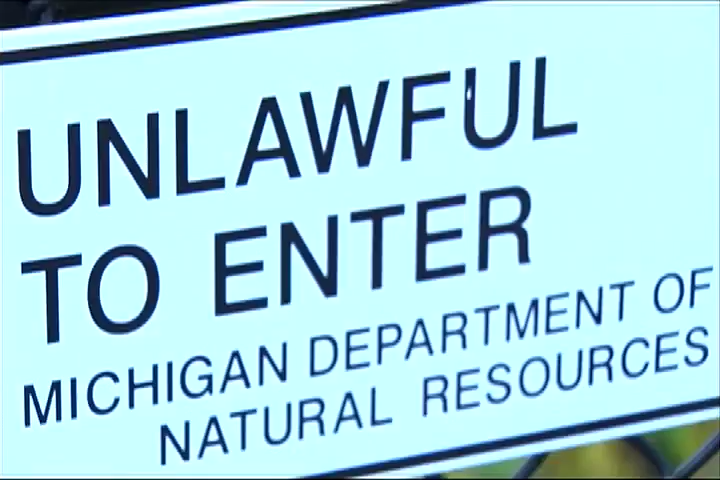 UNLAWFUL
TO ENTER
MICHIGAN DEPARTMENT OF
NATURAL RESOURCES